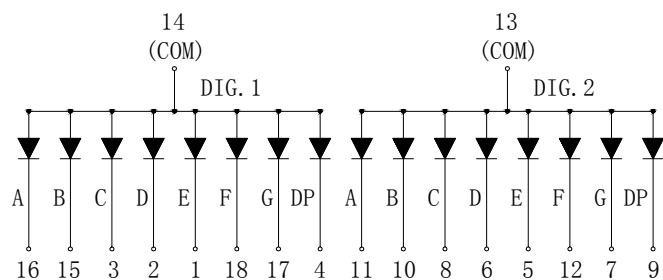 14 13
(COM) (COM)
DIG.1 DIG.2
A B C D E F G DP A B C D E F G DP
16 15 3 2 1 18 17 4 11 10 8 6 5 12 7 9